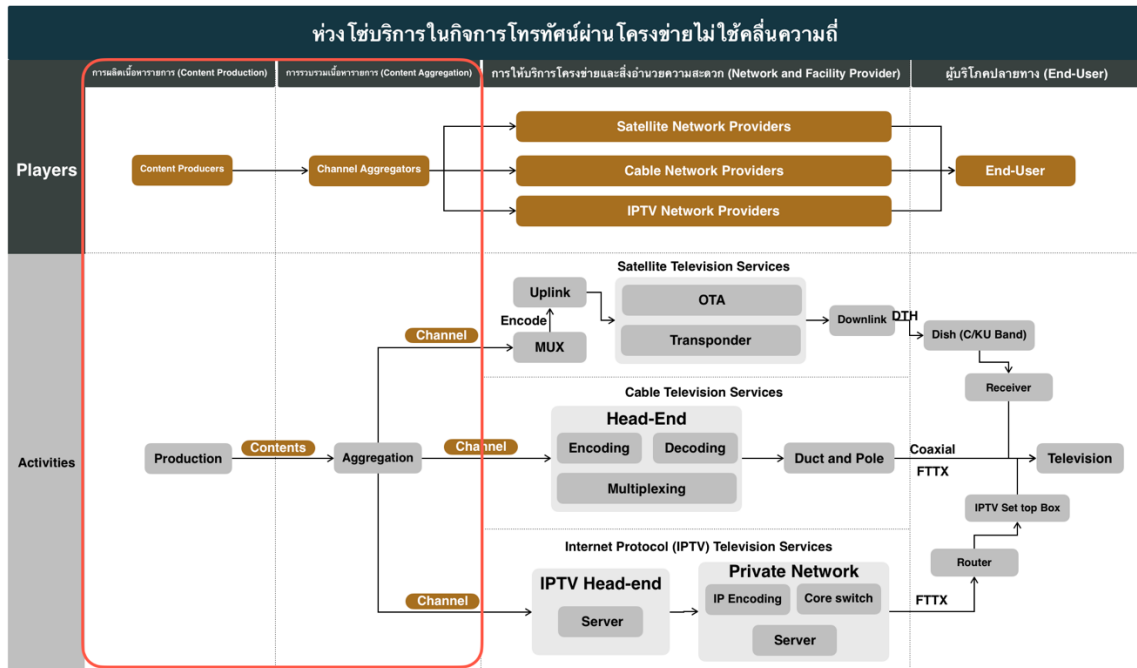 ห่วงโซ่บริการในกิจการโทรทัศน์ผ่านโครงข่ายไม่ใช้คลื่นความถี่
การผลิตเนื้อหารายการ (Content Production)
การรวบรวมเนื้อหารายการ (Content Aggregation)
การให้บริการโครงข่ายและสิ่งอำนวยความสะดวก (Network and Facility Provider)
ผู้บริโภคปลายทาง (End-User)
Players
Content Producers
Channel Aggregators
Satellite Network Providers
Cable Network Providers
IPTV Network Providers
End-User
Activities
Production
Contents
Aggregation
Channel
Channel
Channel
Satellite Television Services
Uplink
Encode
MUX
OTA
Transponder
Downlink
DTH
Dish (C/KU Band)
Receiver
Cable Television Services
Head-End
Encoding
Decoding
Multiplexing
Duct and Pole
Coaxial
FTTX
Television
IPTV Set top Box
Router
Internet Protocol (IPTV) Television Services
IPTV Head-end
Server
Private Network
IP Encoding
Core switch
Server
FTTX